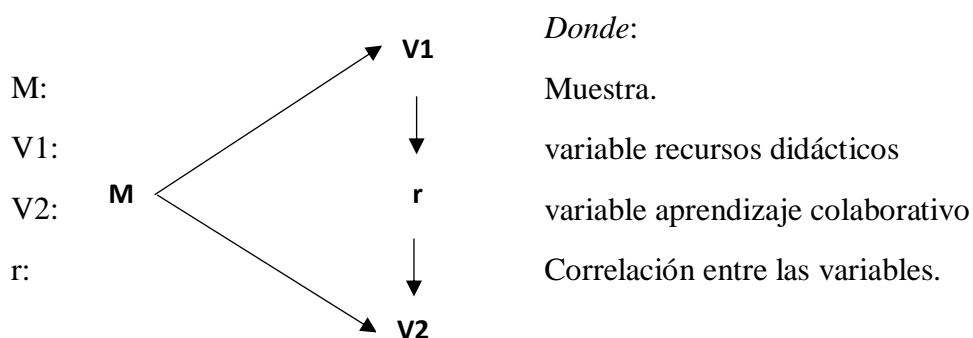 Donde:
V1
M: Muestra.
V1: variable recursos didácticos
M r
V2: variable aprendizaje colaborativo
r: Correlación entre las variables.
V2